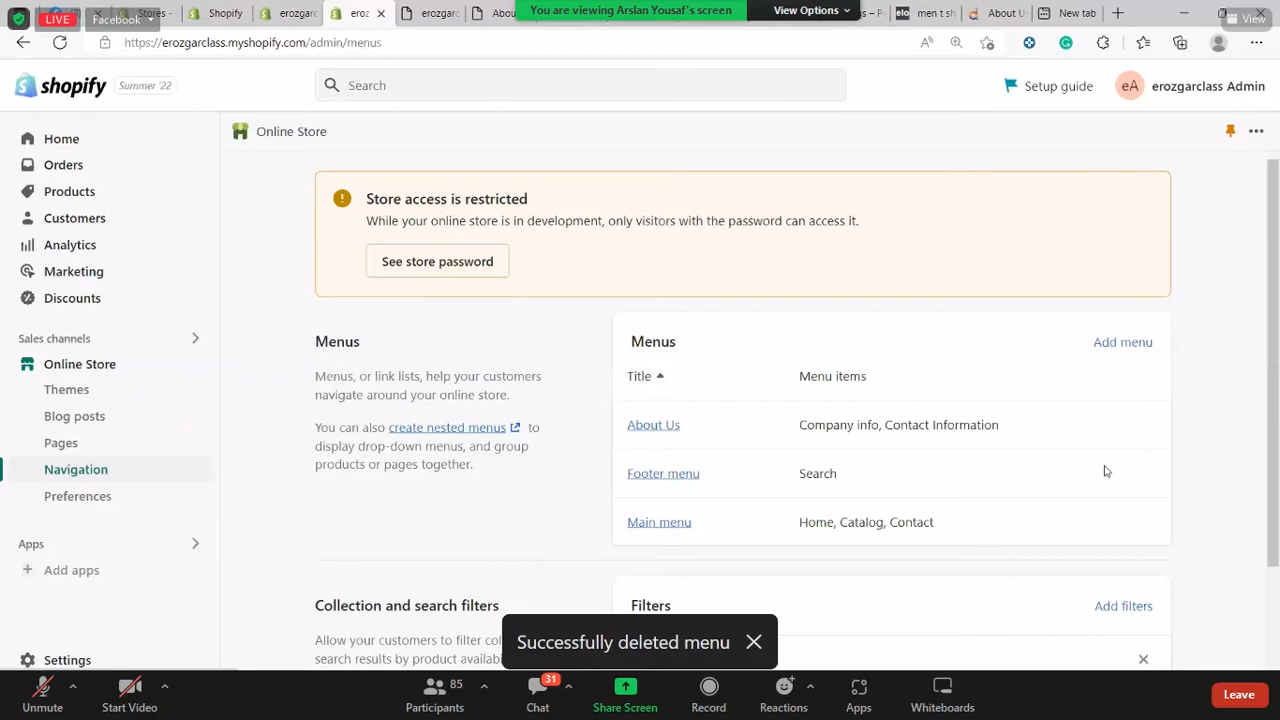 Stores -
Shopify
erozgar
eroz
erozgarc
About
You are viewing Arslan Yousaf's screen
View Options
men t sh
About U
New tab
LIVE
Facebook
View
https://erozgarclass.myshopify.com/admin/menus
shopify
Summer '22
Search
Setup guide
eA
erozgarclass Admin
Home
Orders
Products
Customers
Analytics
Marketing
Discounts
Sales channels
Online Store
Themes
Blog posts
Pages
Navigation
Preferences
Apps
Add apps
Settings
Online Store
Store access is restricted
While your online store is in development, only visitors with the password can access it.
See store password
Menus
Menus, or link lists, help your customers
navigate around your online store.
You can also create nested menus to
display drop-down menus, and group
products or pages together.
Menus
Add menu
Title
Menu items
About Us
Company info, Contact Information
Footer menu
Search
Main menu
Home, Catalog, Contact
Collection and search filters
Allow your customers to filter col
search results by product availabi
Filters
Add filters
Successfully deleted menu
Unmute
Start Video
85
Participants
31
Chat
Share Screen
Record
Reactions
Apps
Whiteboards
Leave